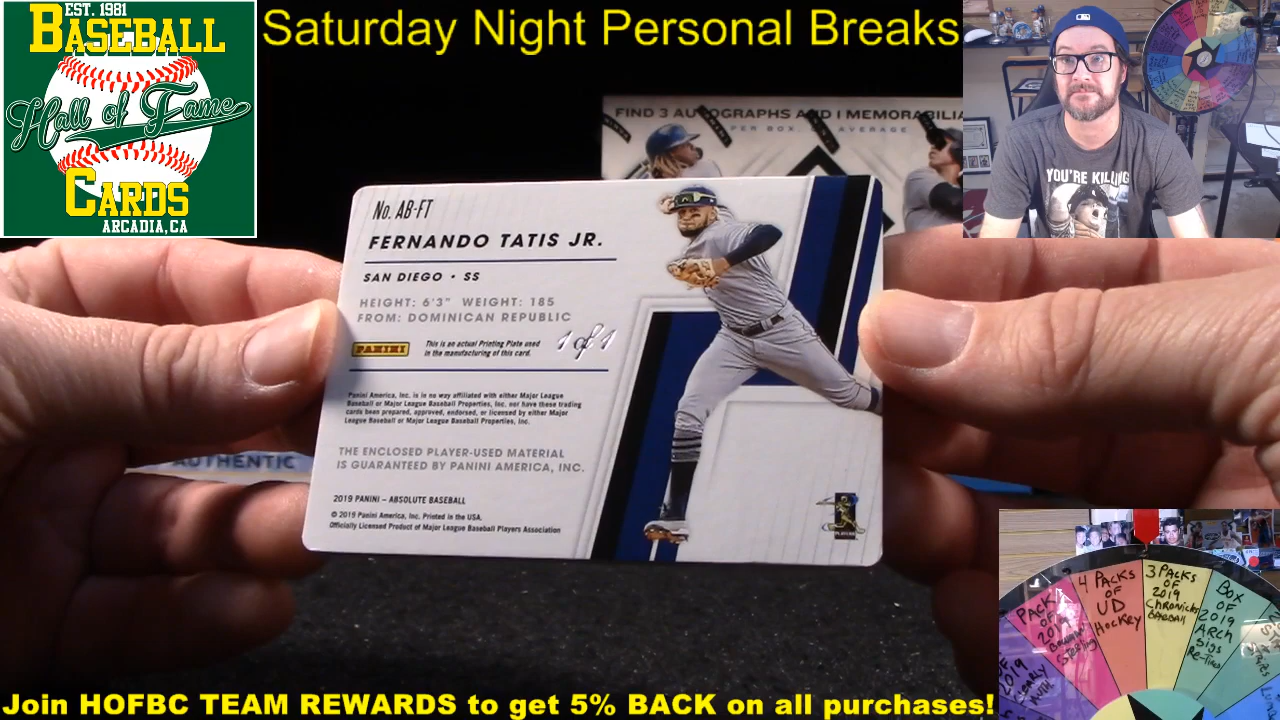 EST. 1981
BASEBALL
Hall of Fame
CARDS
ARCADIA, CA
Saturday Night Personal Breaks
FIND 3 AUTOGRAPHS AND 1 MEMORABILIA
PER BOX, AVERAGE
YOU'RE KILLING
No. AB-FT
FERNANDO TATIS JR.
SAN DIEGO • SS
HEIGHT: 6'3" WEIGHT: 185
FROM: DOMINICAN REPUBLIC
PANINI
This is an actual Printing Plate used
in the manufacturing of this card.
1 of 1
Panini America, Inc. is in no way affiliated with either Major League
Baseball or Major League Baseball Properties, Inc. nor have these trading
cards been prepared, approved, endorsed, or licensed by either Major
League Baseball or Major League Baseball Properties, Inc.
THE ENCLOSED PLAYER-USED MATERIAL
IS GUARANTEED BY PANINI AMERICA, INC.
2019 PANINI – ABSOLUTE BASEBALL
© 2019 Panini America, Inc. Printed in the USA.
Officially Licensed Product of Major League Baseball Players Association
AUTHENTIC
PACK
OF
2019
4 PACKS
OF
UD
HOCKEY
3 PACKS
OF
2019
CHRONICLES
BASEBALL
BOX
OF
2019
ARCH
Sigs
Re-Tired
Join HOFBC TEAM REWARDS to get 5% BACK on all purchases!